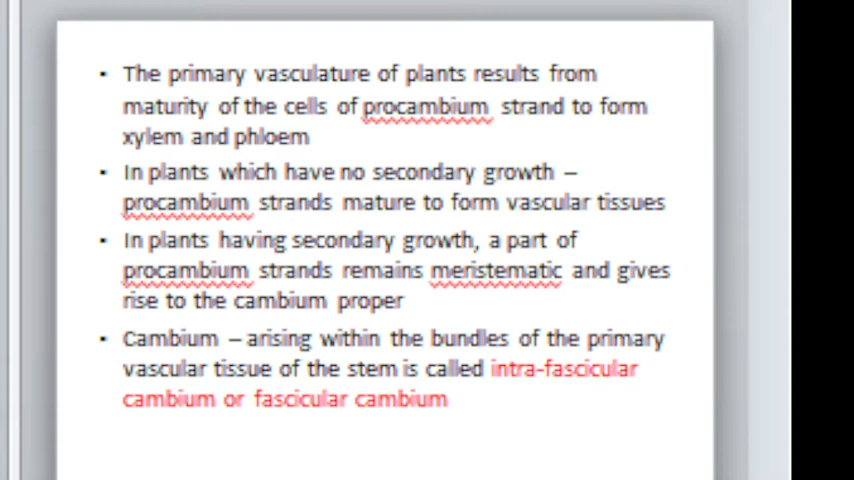 ▪ The primary vasculature of plants results from
maturity of the cells of procambium strand to form
xylem and phloem
▪ In plants which have no secondary growth –
procambium strands mature to form vascular tissues
▪ In plants having secondary growth, a part of
procambium strands remains meristematic and gives
rise to the cambium proper
▪ Cambium – arising within the bundles of the primary
vascular tissue of the stem is called intra-fascicular
cambium or fascicular cambium